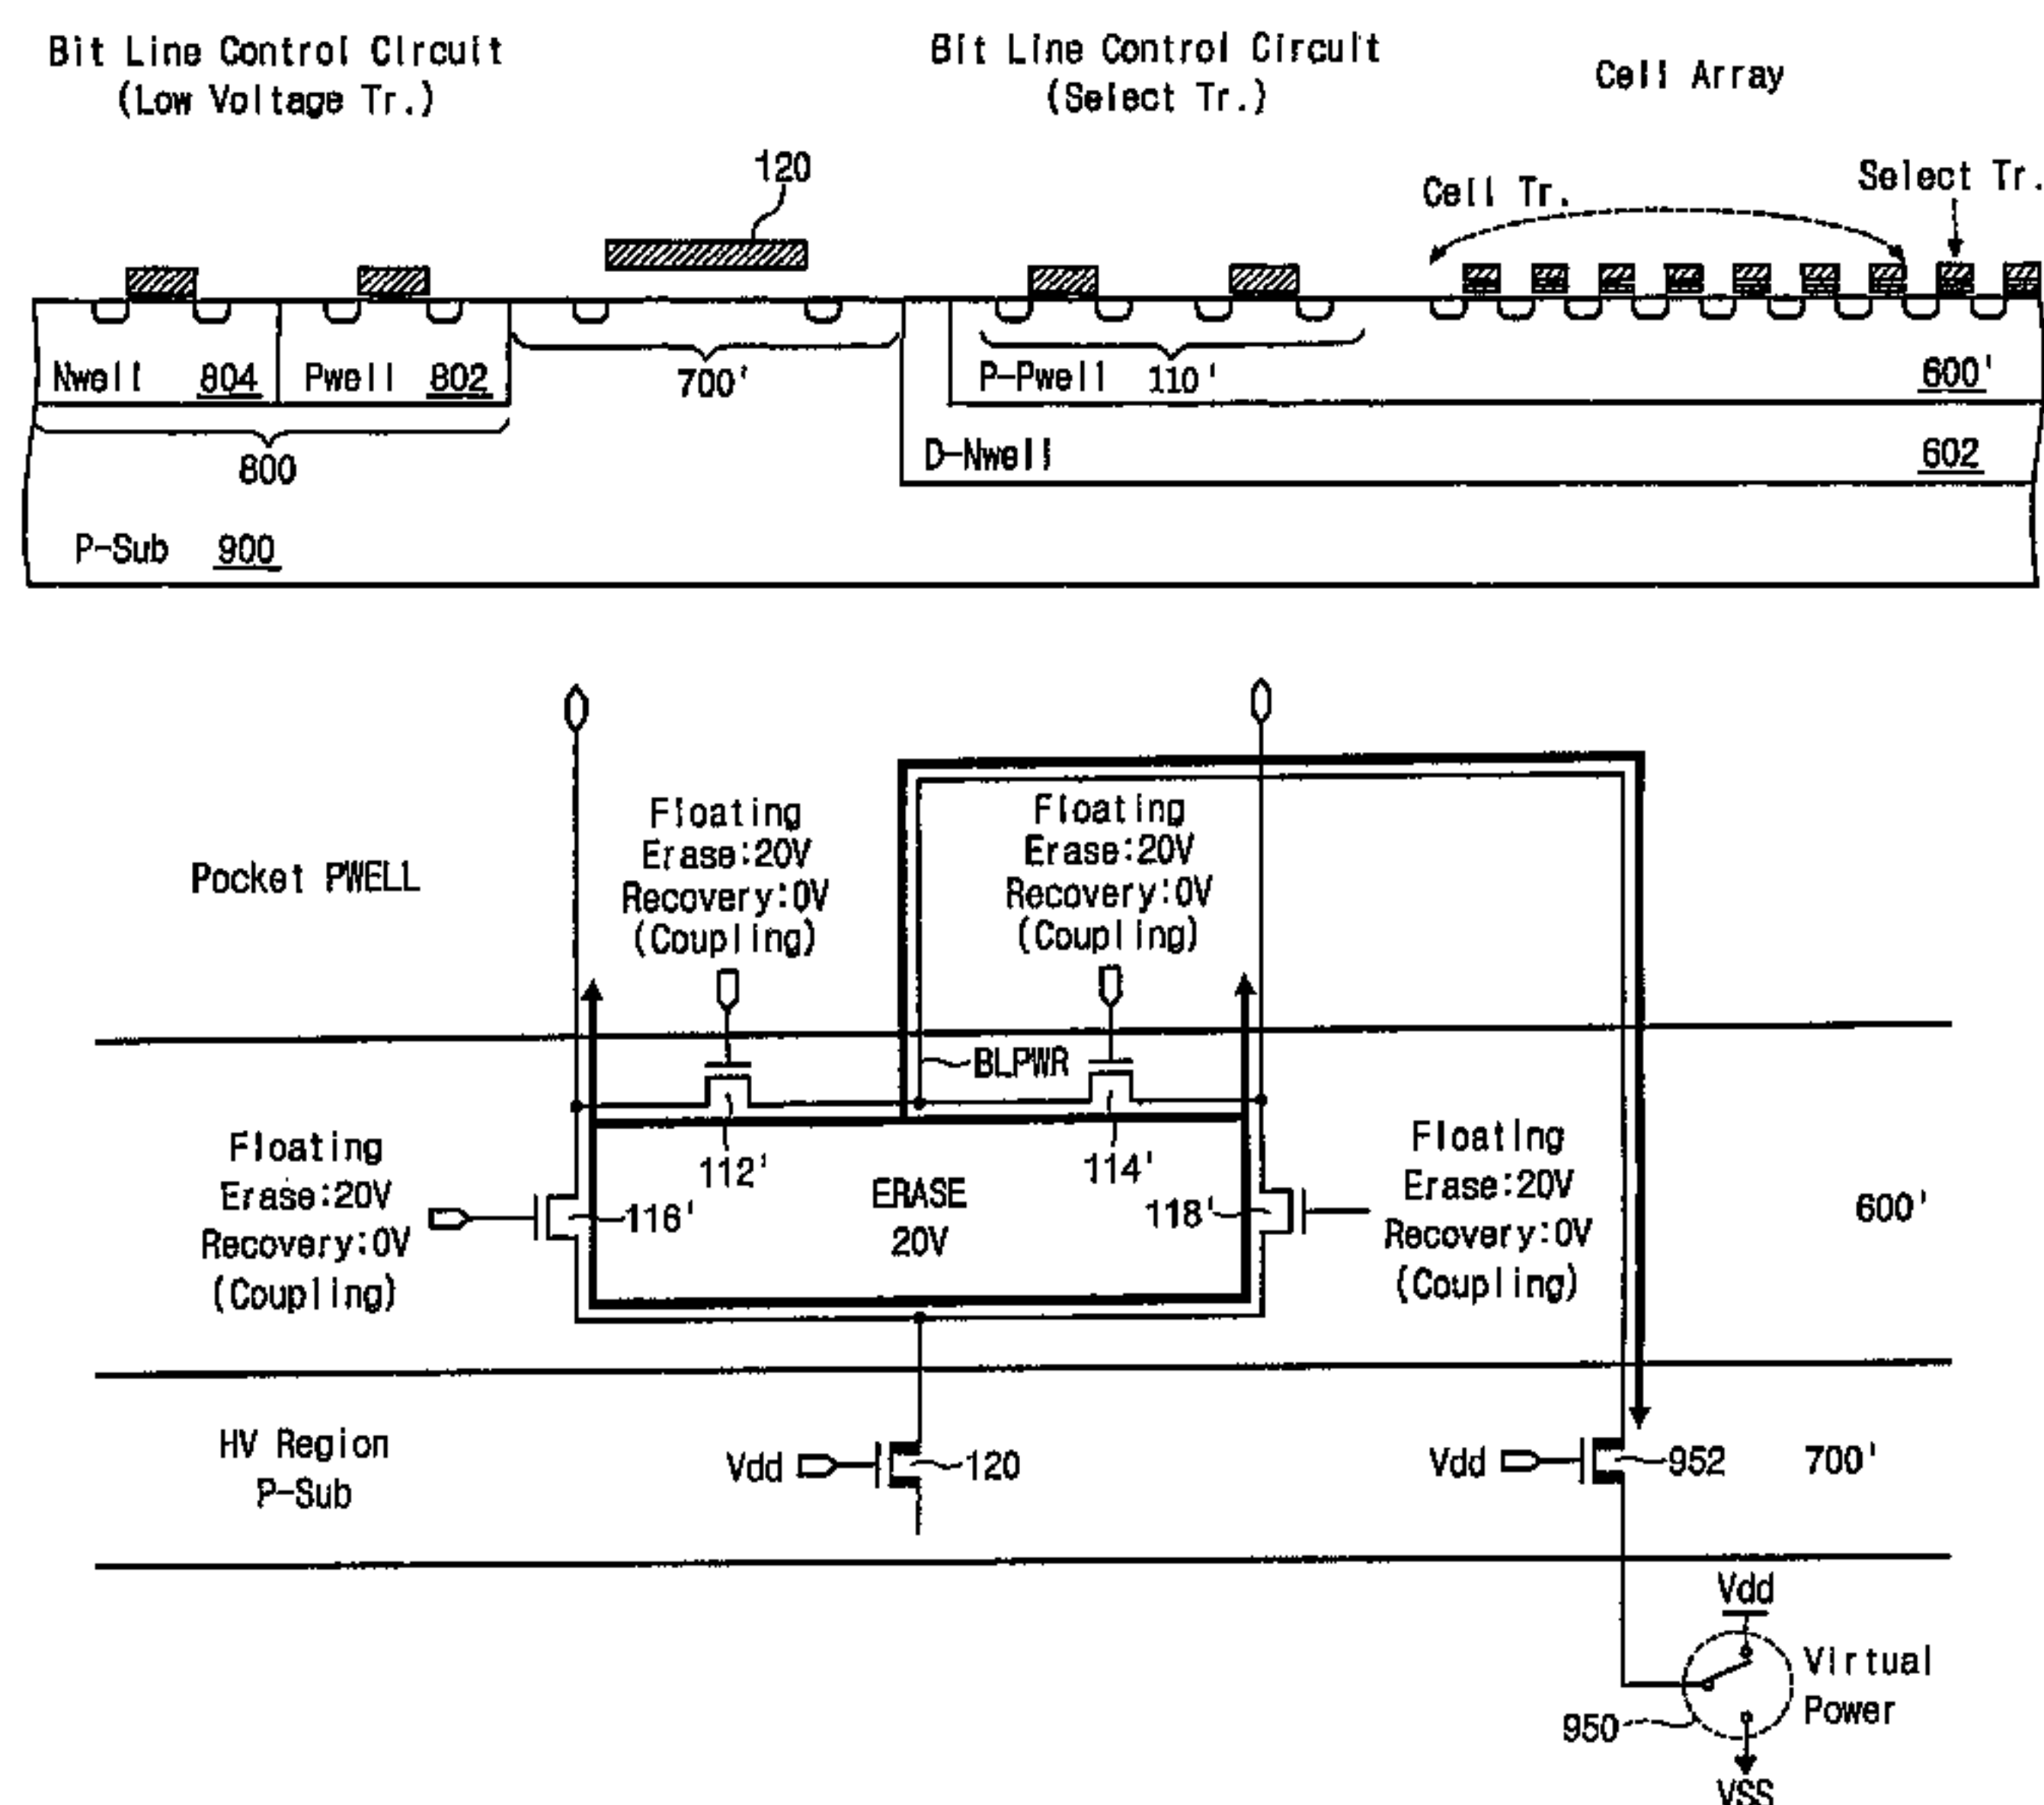 Bit Line Control Circuit
(Low Voltage Tr.)
Bit Line Control Circuit
(Select Tr.)
Cell Array
120
Cell Tr.
Select Tr.
Nwell 804
Pwell 802
700'
P-Pwell 110'
600'
800
D-Nwell
602
P-Sub 900
Floating
Erase:20V
Recovery:0V
(Coupling)
Floating
Erase:20V
Recovery:0V
(Coupling)
Pocket PWELL
BLPWR
112'
114'
Floating
Erase:20V
Recovery:0V
(Coupling)
116'
ERASE
20V
118'
Floating
Erase:20V
Recovery:0V
(Coupling)
600'
HV Region
P-Sub
Vdd
120
Vdd
952
700'
Vdd
Virtual
Power
950
VSS